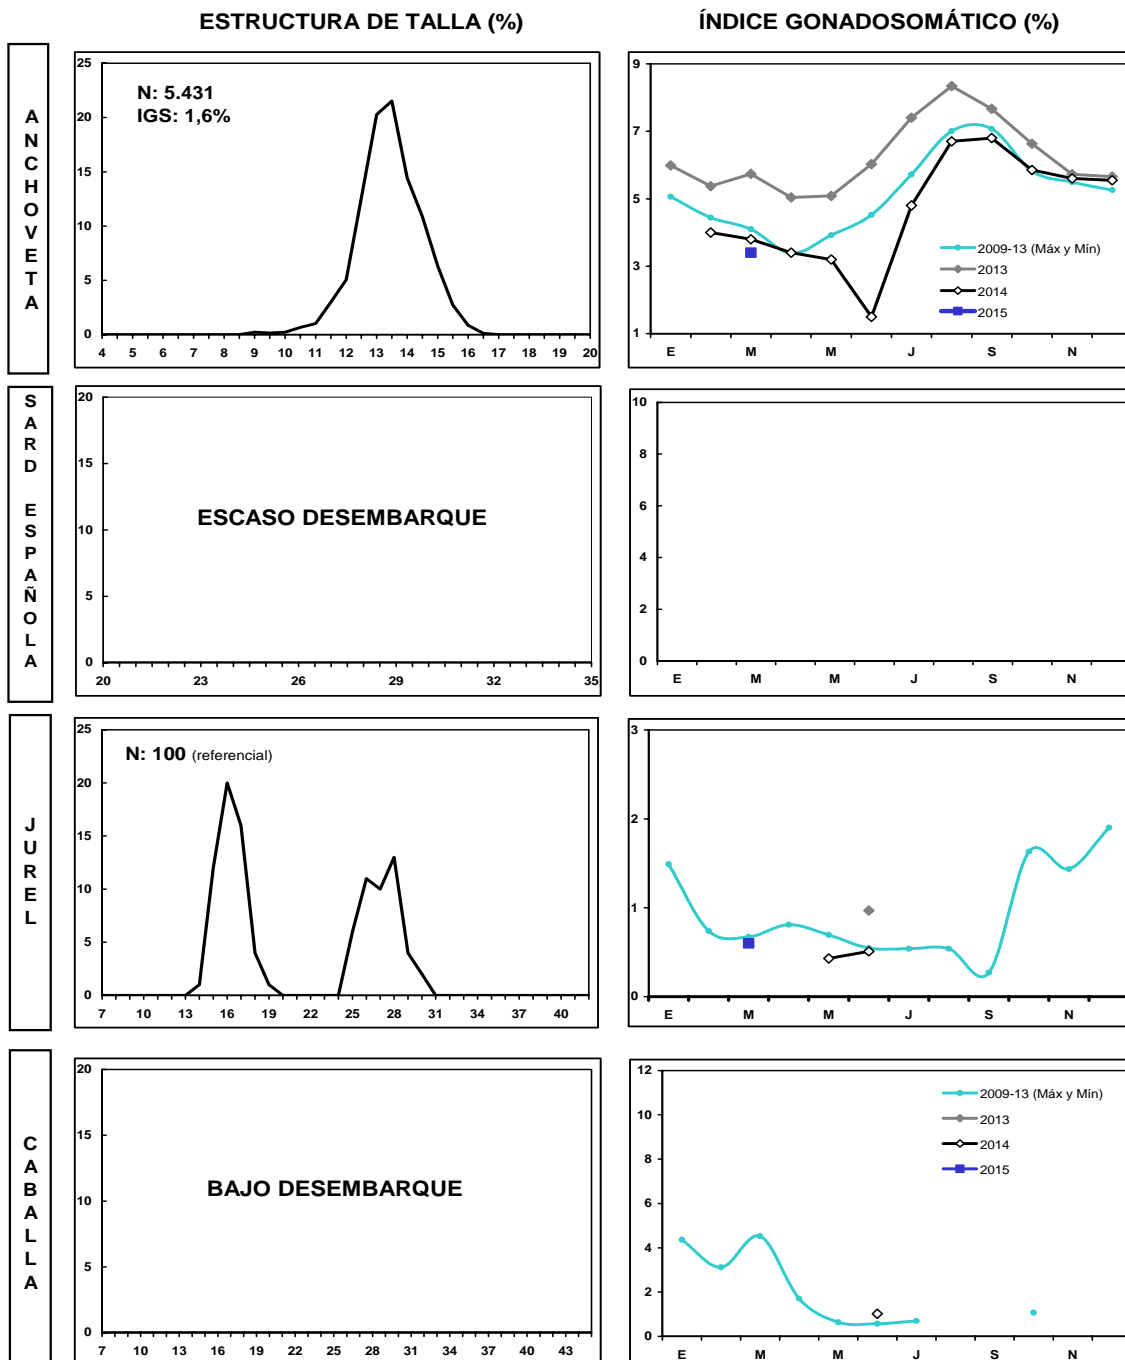 ESTRUCTURA DE TALLA (%)
ÍNDICE GONADOSOMÁTICO (%)
ANCHOVETA
N: 5.431
IGS: 1,6%
25
20
15
10
5
0
4 5 6 7 8 9 10 11 12 13 14 15 16 17 18 19 20
9
7
5
3
1
2009-13 (Máx y Mín)
2013
2014
2015
E M M J S N
SARD ESPAÑOLA
20
15
10
5
0
ESCASO DESEMBARQUE
20 23 26 29 32 35
10
8
6
4
2
0
E M M J S N
JUREL
N: 100 (referencial)
25
20
15
10
5
0
7 10 13 16 19 22 25 28 31 34 37 40
3
2
1
0
E M M J S N
CABALLA
20
15
10
5
0
BAJO DESEMBARQUE
7 10 13 16 19 22 25 28 31 34 37 40 43
12
10
8
6
4
2
0
2009-13 (Máx y Mín)
2013
2014
2015
E M M J S N